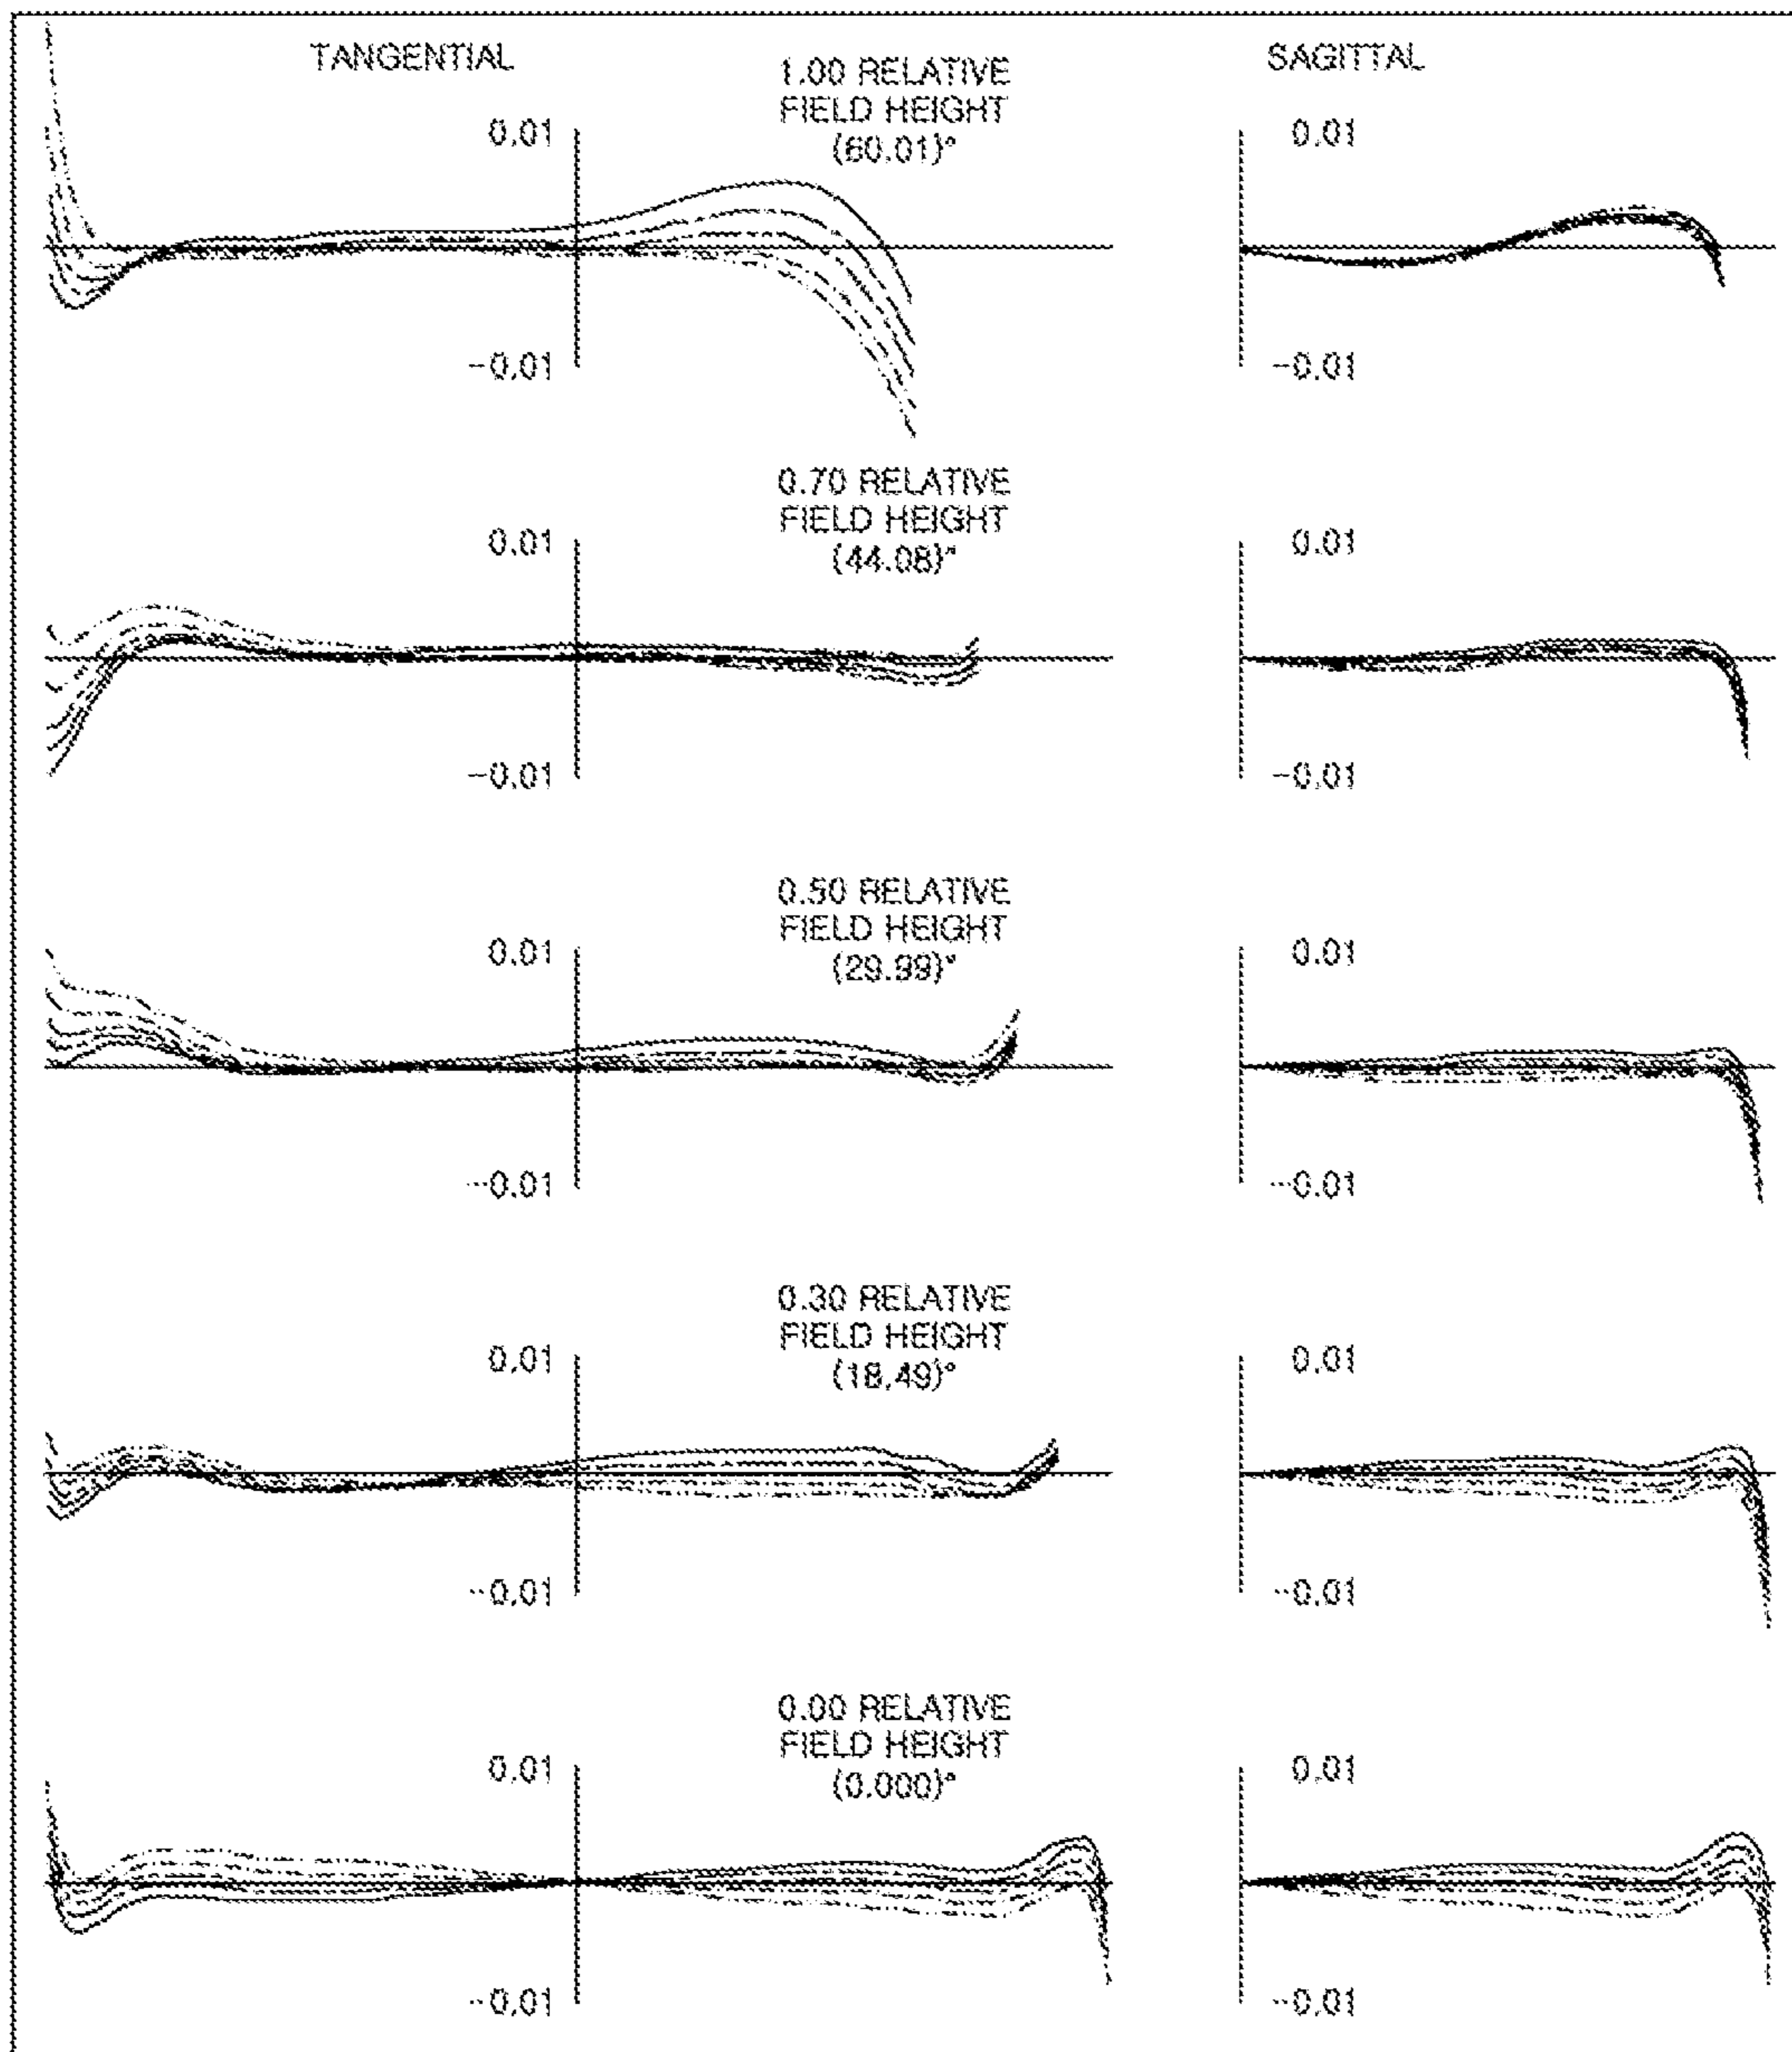 TANGENTIAL
1.00 RELATIVE
FIELD HEIGHT
(60.01)°
SAGITTAL
0.01
0.01
-0.01
-0.01
0.70 RELATIVE
FIELD HEIGHT
(44.08)°
0.01
0.01
-0.01
-0.01
0.50 RELATIVE
FIELD HEIGHT
(29.99)°
0.01
0.01
-0.01
-0.01
0.30 RELATIVE
FIELD HEIGHT
(18.49)°
0.01
0.01
-0.01
-0.01
0.00 RELATIVE
FIELD HEIGHT
(0.000)°
0.01
0.01
-0.01
-0.01